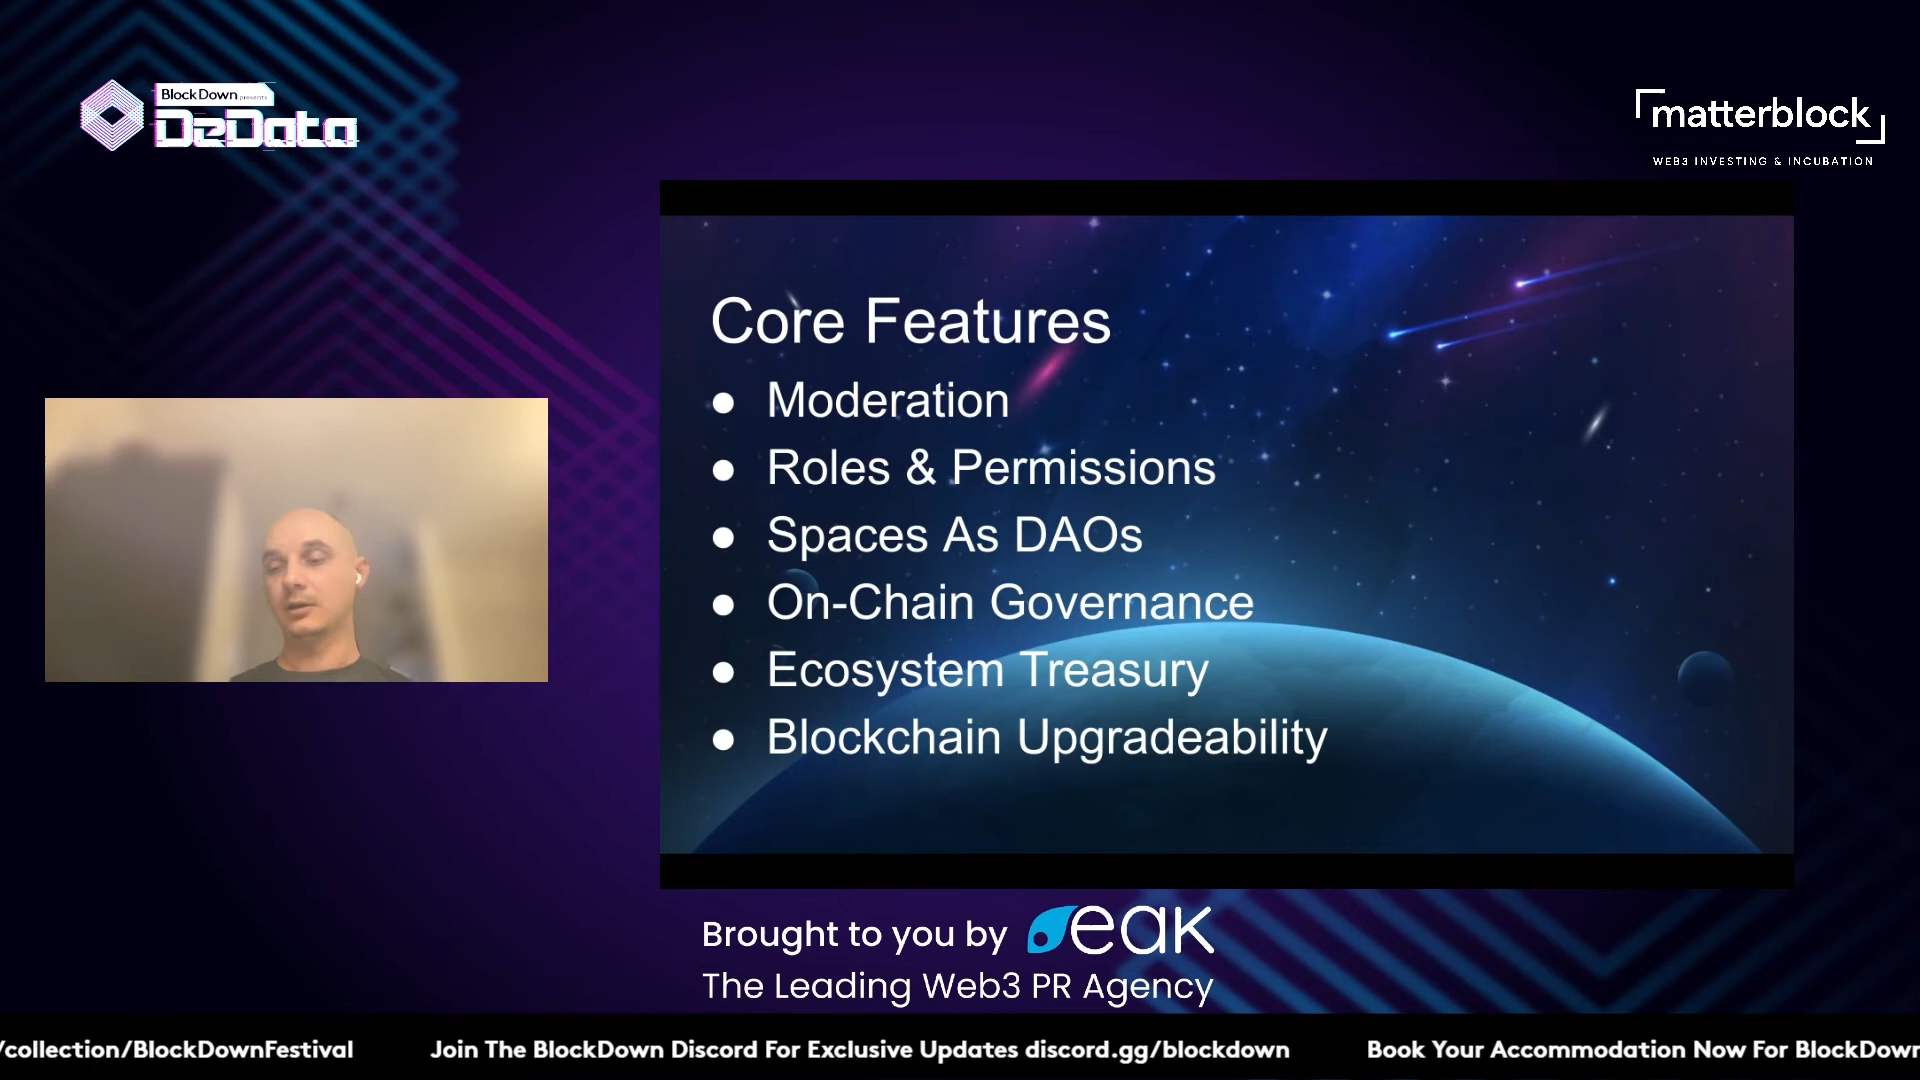 BlockDown presents
DeData
matterblock
WEB3 INVESTING & INCUBATION
Core Features
● Moderation
● Roles & Permissions
● Spaces As DAOs
● On-Chain Governance
● Ecosystem Treasury
● Blockchain Upgradeability
Brought to you by eak
The Leading Web3 PR Agency
/collection/BlockDownFestival Join The BlockDown Discord For Exclusive Updates discord.gg/blockdown Book Your Accommodation Now For BlockDown